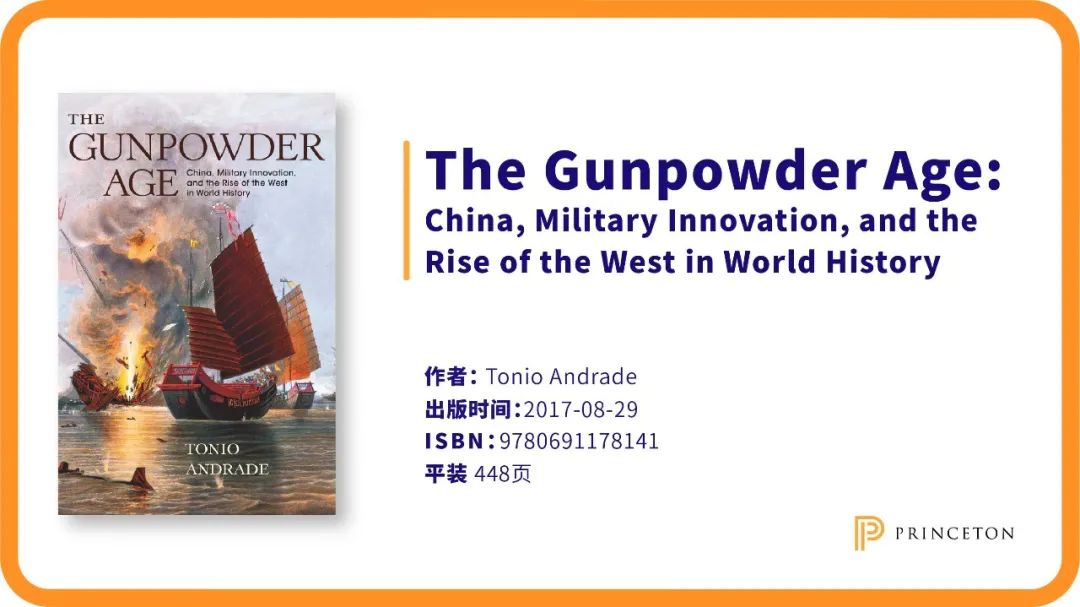 THE
GUNPOWDER
AGE
China, Military Innovation,
and the Rise of the West
in World History
TONIO
ANDRADE
The Gunpowder Age:
China, Military Innovation, and the
Rise of the West in World History
作者：Tonio Andrade
出版时间：2017-08-29
ISBN：9780691178141
平装 448页
PRINCETON